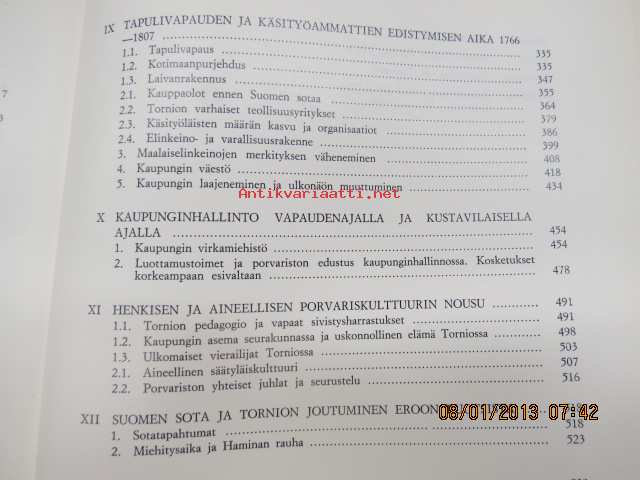 IX TAPULIVAPAUDEN JA KÄSITYÖAMMATTIEN EDISTYMISEN AIKA 1766
—1807 ..... 335
1.1. Tapulivapaus ..... 335
1.2. Kotimaanpurjehdus ..... 347
1.3. Laivanrakennus ..... 355
2.1. Kauppaolot ennen Suomen sotaa ..... 364
2.2. Tornion varhaiset teollisuusyritykset ..... 379
2.3. Käsityöläisten määrän kasvu ja organisaatiot ..... 386
2.4. Elinkeino- ja varallisuusrakenne ..... 399
3. Maalaiselinkeinojen merkityksen väheneminen ..... 408
4. Kaupungin väestö ..... 418
5. Kaupungin laajeneminen ja ulkonäön muuttuminen ..... 434
Antikvariaatti.net
X KAUPUNGINHALLINTO VAPAUDENAJALLA JA KUSTAVILAISELLA
AJALLA ..... 454
1. Kaupungin virkamiehistö ..... 454
2. Luottamustoimet ja porvariston edustus kaupunginhallinnossa. Kosketukset
korkeampaan esivaltaan ..... 478
XI HENKISEN JA AINEELLISEN PORVARISKULTTUURIN NOUSU ..... 491
1.1. Tornion pedagogio ja vapaat sivistysharrastukset ..... 491
1.2. Kaupungin asema seurakunnassa ja uskonnollinen elämä Torniossa ..... 498
1.3. Ulkomaiset vierailijat Torniossa ..... 503
2.1. Aineellinen säätyläiskulttuuri ..... 507
2.2. Porvariston yhteiset juhlat ja seurustelu ..... 516
XII SUOMEN SOTA JA TORNION JOUTUMINEN EROON
08/01/2013 07:42
1. Sotatapahtumat ..... 518
2. Miehitysaika ja Haminan rauha ..... 523
7